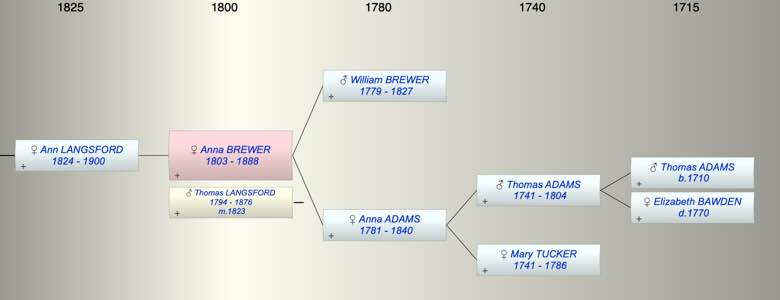 1825 1800 1780 1740 1715
♂ William BREWER
1779 - 1827
♀ Ann LANGSFORD
1824 - 1900
+
♀ Anna BREWER
1803 - 1888
+
♂ Thomas LANGSFORD
1794 - 1876
m.1823
+
♀ Anna ADAMS
1781 - 1840
+
♂ Thomas ADAMS
1741 - 1804
+
♀ Mary TUCKER
1741 - 1786
+
♂ Thomas ADAMS
b.1710
+
♀ Elizabeth BAWDEN
d.1770
+